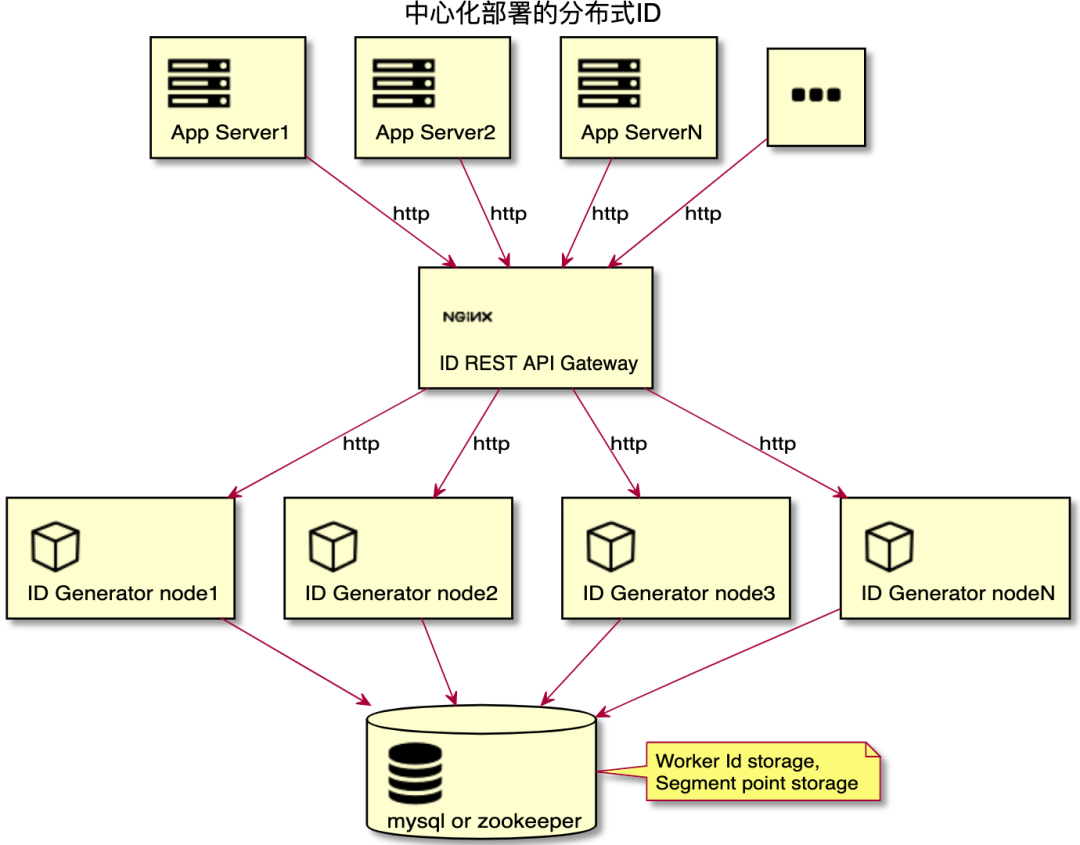 中心化部署的分布式ID
App Server1
App Server2
App ServerN
http
http
http
http
NGINX
ID REST API Gateway
http
http
http
http
ID Generator node1
ID Generator node2
ID Generator node3
ID Generator nodeN
Worker Id storage,
Segment point storage
mysql or zookeeper